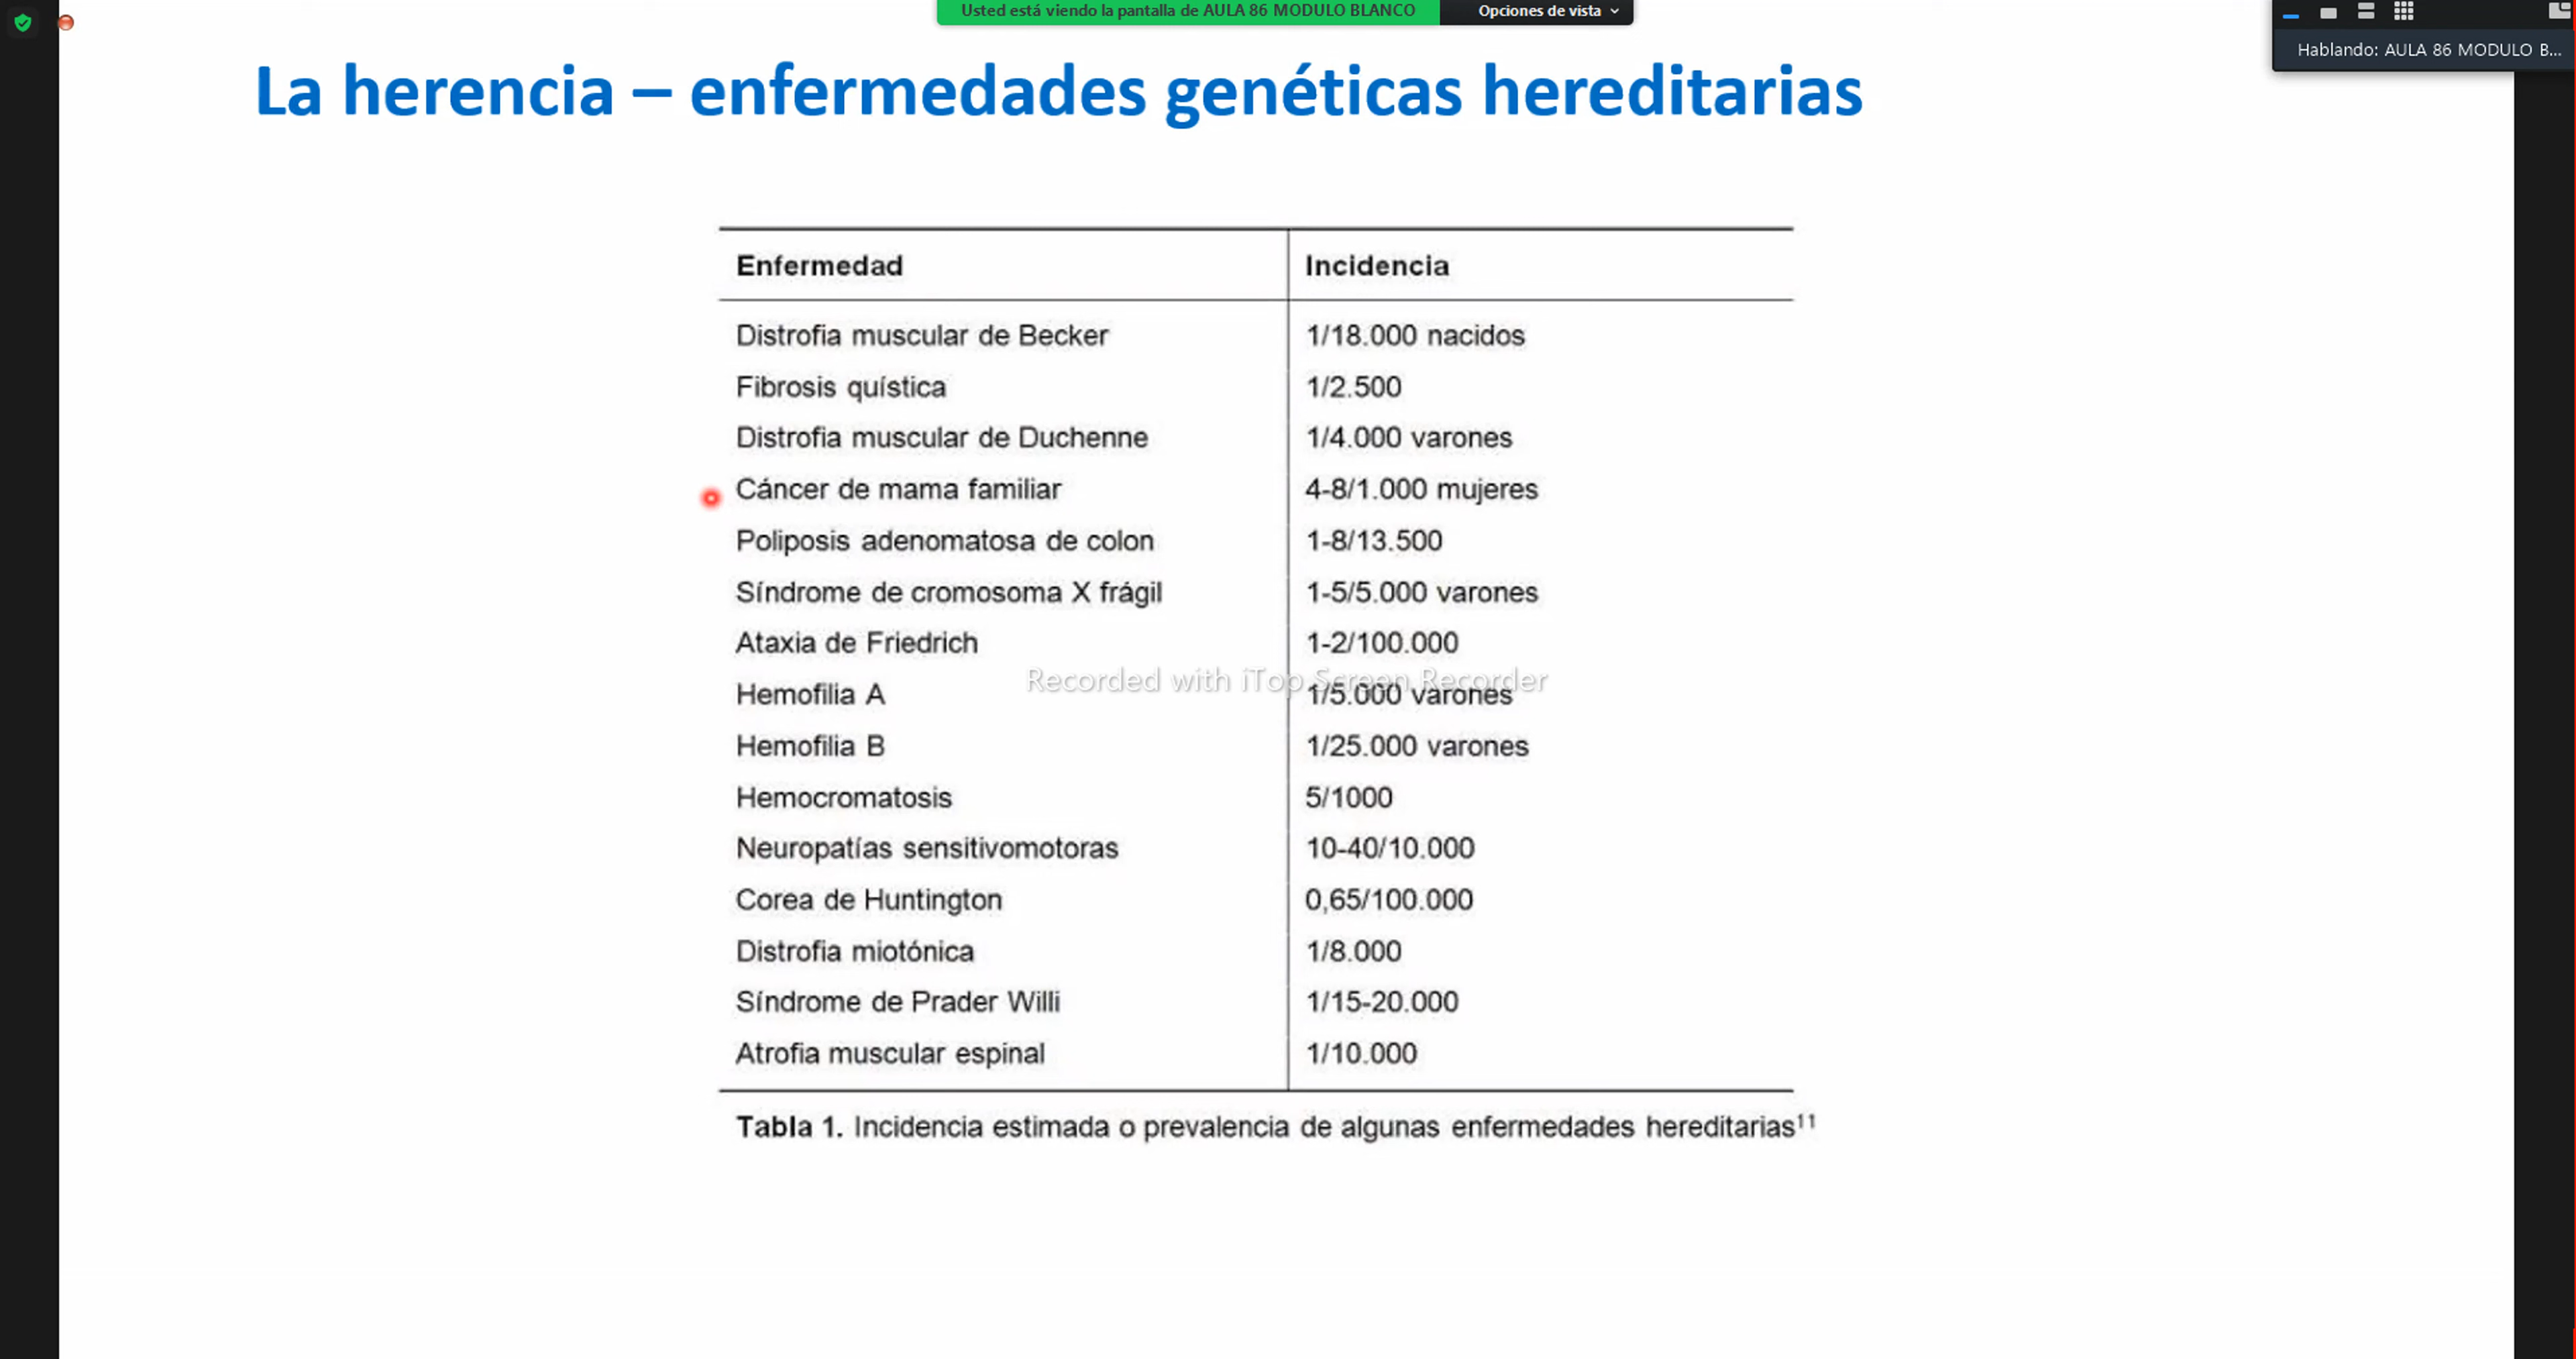 Usted está viendo la pantalla de AULA 86 MODULO BLANCO Opciones de vista
Hablando: AULA 86 MODULO B...
La herencia – enfermedades genéticas hereditarias
Enfermedad Incidencia
Distrofia muscular de Becker 1/18.000 nacidos
Fibrosis quística 1/2.500
Distrofia muscular de Duchenne 1/4.000 varones
Cáncer de mama familiar 4-8/1.000 mujeres
Poliposis adenomatosa de colon 1-8/13.500
Síndrome de cromosoma X frágil 1-5/5.000 varones
Ataxia de Friedrich 1-2/100.000
Recorded with iTop Screen Recorder
Hemofilia A 1/5.000 varones
Hemofilia B 1/25.000 varones
Hemocromatosis 5/1000
Neuropatías sensitivomotoras 10-40/10.000
Corea de Huntington 0,65/100.000
Distrofia miotónica 1/8.000
Síndrome de Prader Willi 1/15-20.000
Atrofia muscular espinal 1/10.000
Tabla 1. Incidencia estimada o prevalencia de algunas enfermedades hereditarias¹¹